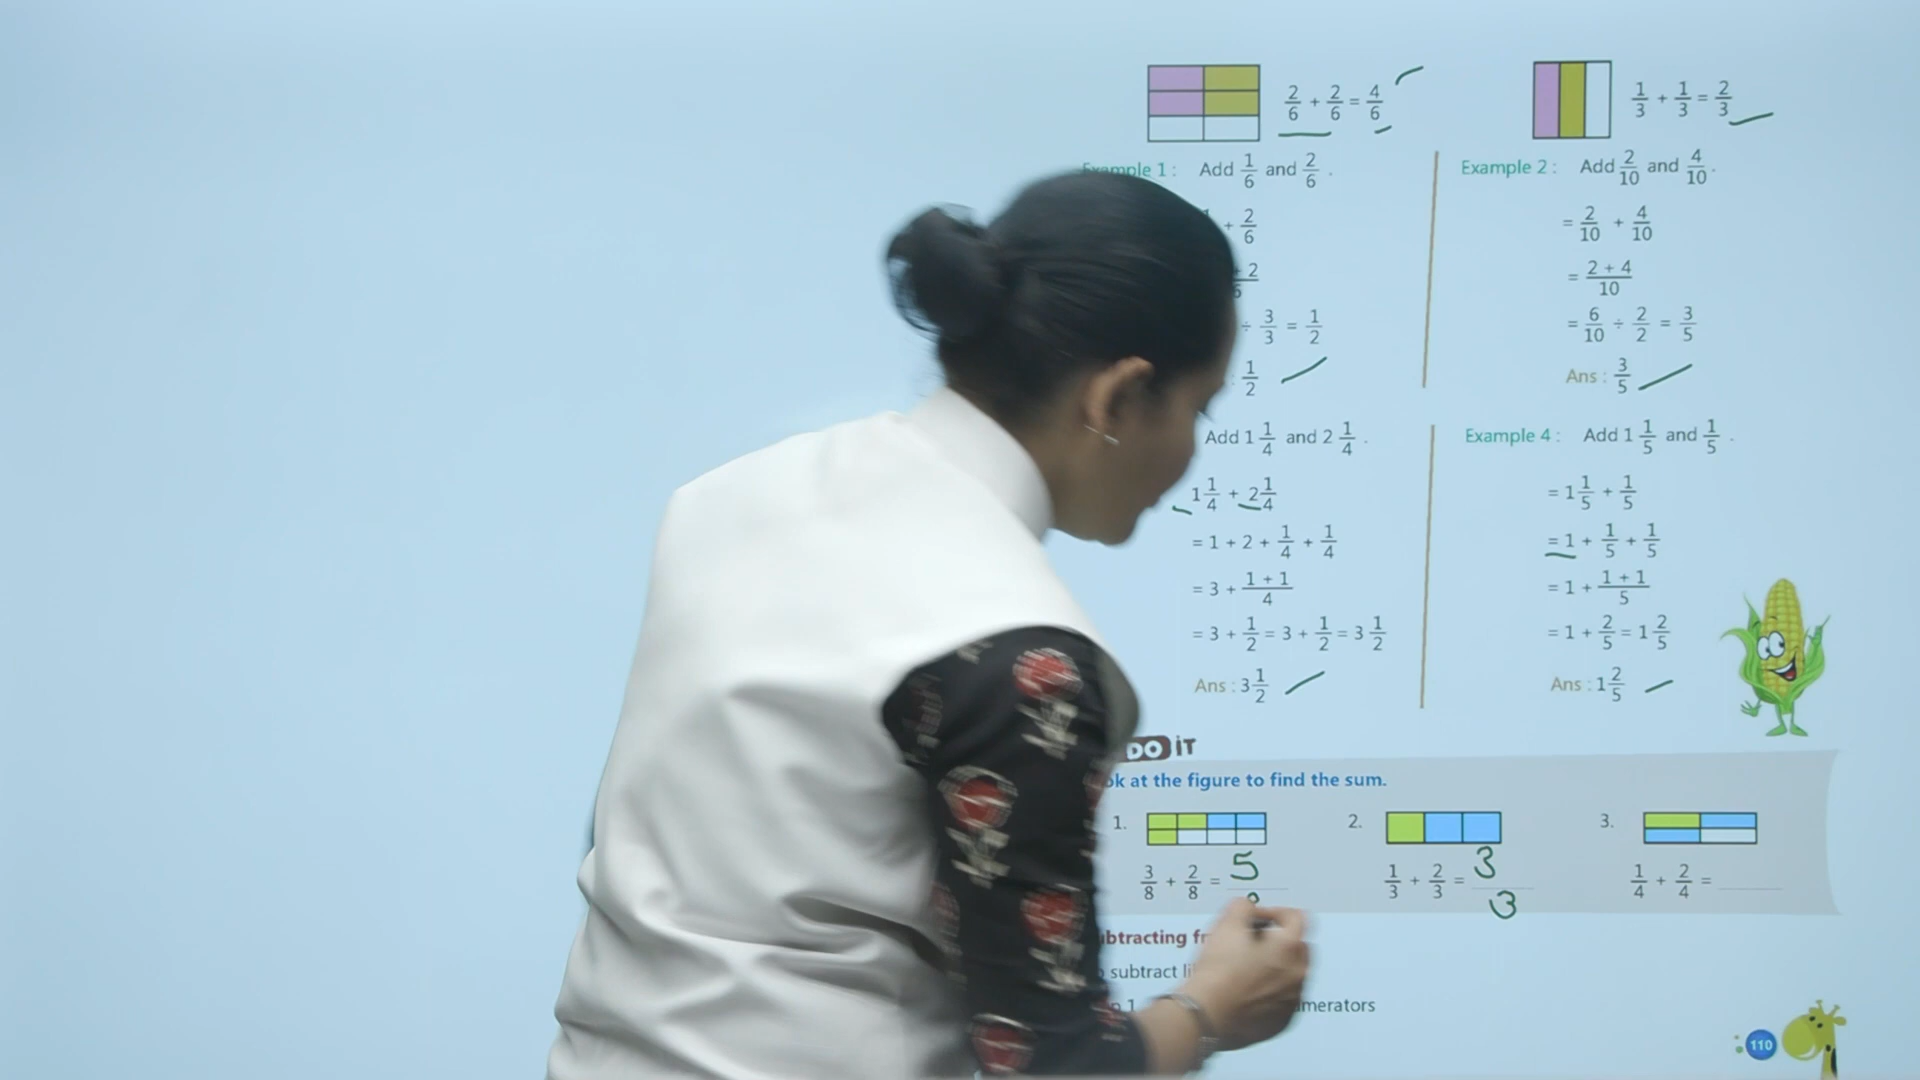 2/6 + 2/6 = 4/6
1/3 + 1/3 = 2/3
Example 1 : Add 1/6 and 2/6 .
+ 2/6
+ 2
÷ 3/3 = 1/2
: 1/2
Example 2 : Add 2/10 and 4/10 .
= 2/10 + 4/10
= (2 + 4)/10
= 6/10 ÷ 2/2 = 3/5
Ans : 3/5
Add 1 1/4 and 2 1/4 .
1 1/4 + 2 1/4
= 1 + 2 + 1/4 + 1/4
= 3 + (1 + 1)/4
= 3 + 1/2 = 3 + 1/2 = 3 1/2
Ans : 3 1/2
Example 4 : Add 1 1/5 and 1/5 .
= 1 1/5 + 1/5
= 1 + 1/5 + 1/5
= 1 + (1 + 1)/5
= 1 + 2/5 = 1 2/5
Ans : 1 2/5
DO iT
at the figure to find the sum.
1.
3/8 + 2/8 = 5
2.
1/3 + 2/3 = 3/3
3.
1/4 + 2/4 =
subtract
110